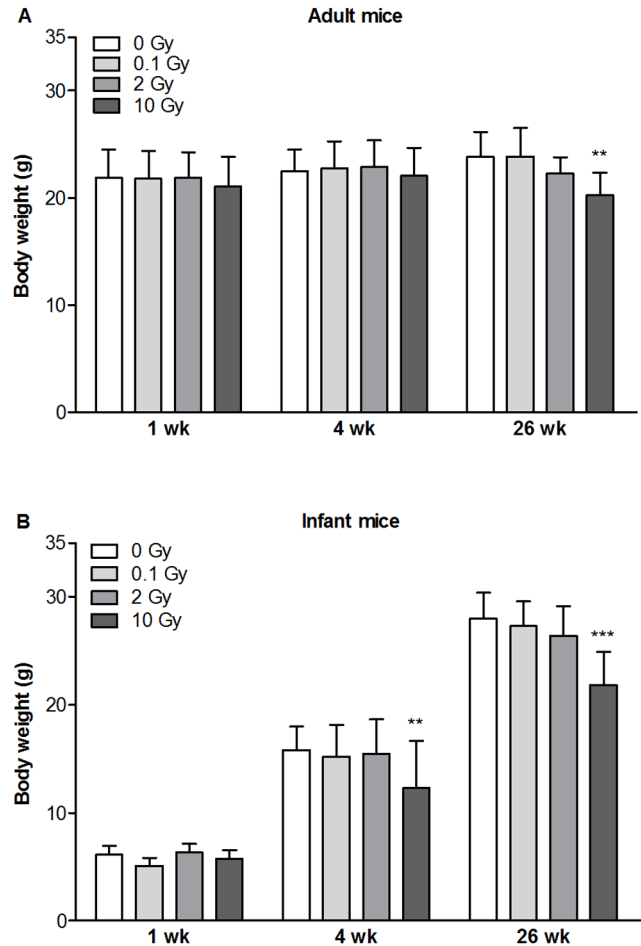 A
Adult mice
35
0 Gy
0.1 Gy
30
2 Gy
10 Gy
**
20
Body weight (g)
10
0
1 wk
4 wk
26 wk
B
Infant mice
35
0 Gy
0.1 Gy
30
2 Gy
10 Gy
***
20
**
Body weight (g)
10
0
1 wk
4 wk
26 wk